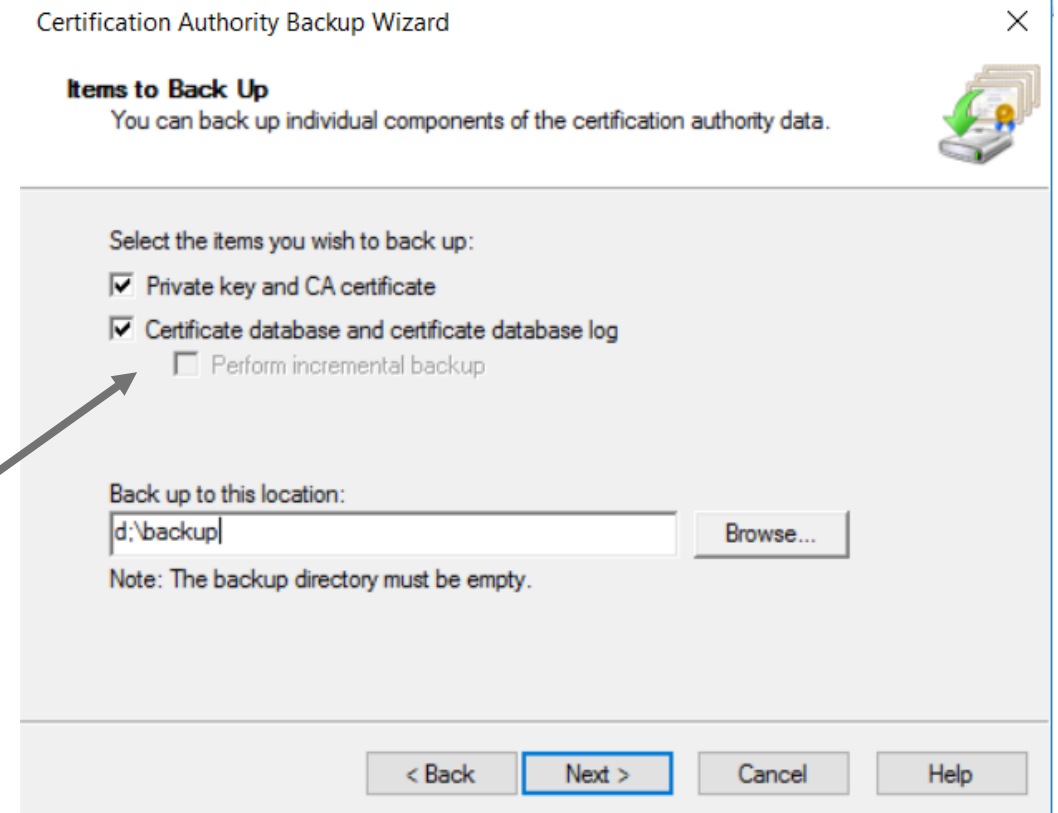 Certification Authority Backup Wizard
Items to Back Up
You can back up individual components of the certification authority data.
Select the items you wish to back up:
Private key and CA certificate
Certificate database and certificate database log
Perform incremental backup
Back up to this location:
d;\backup
Browse...
Note: The backup directory must be empty.
< Back Next > Cancel Help